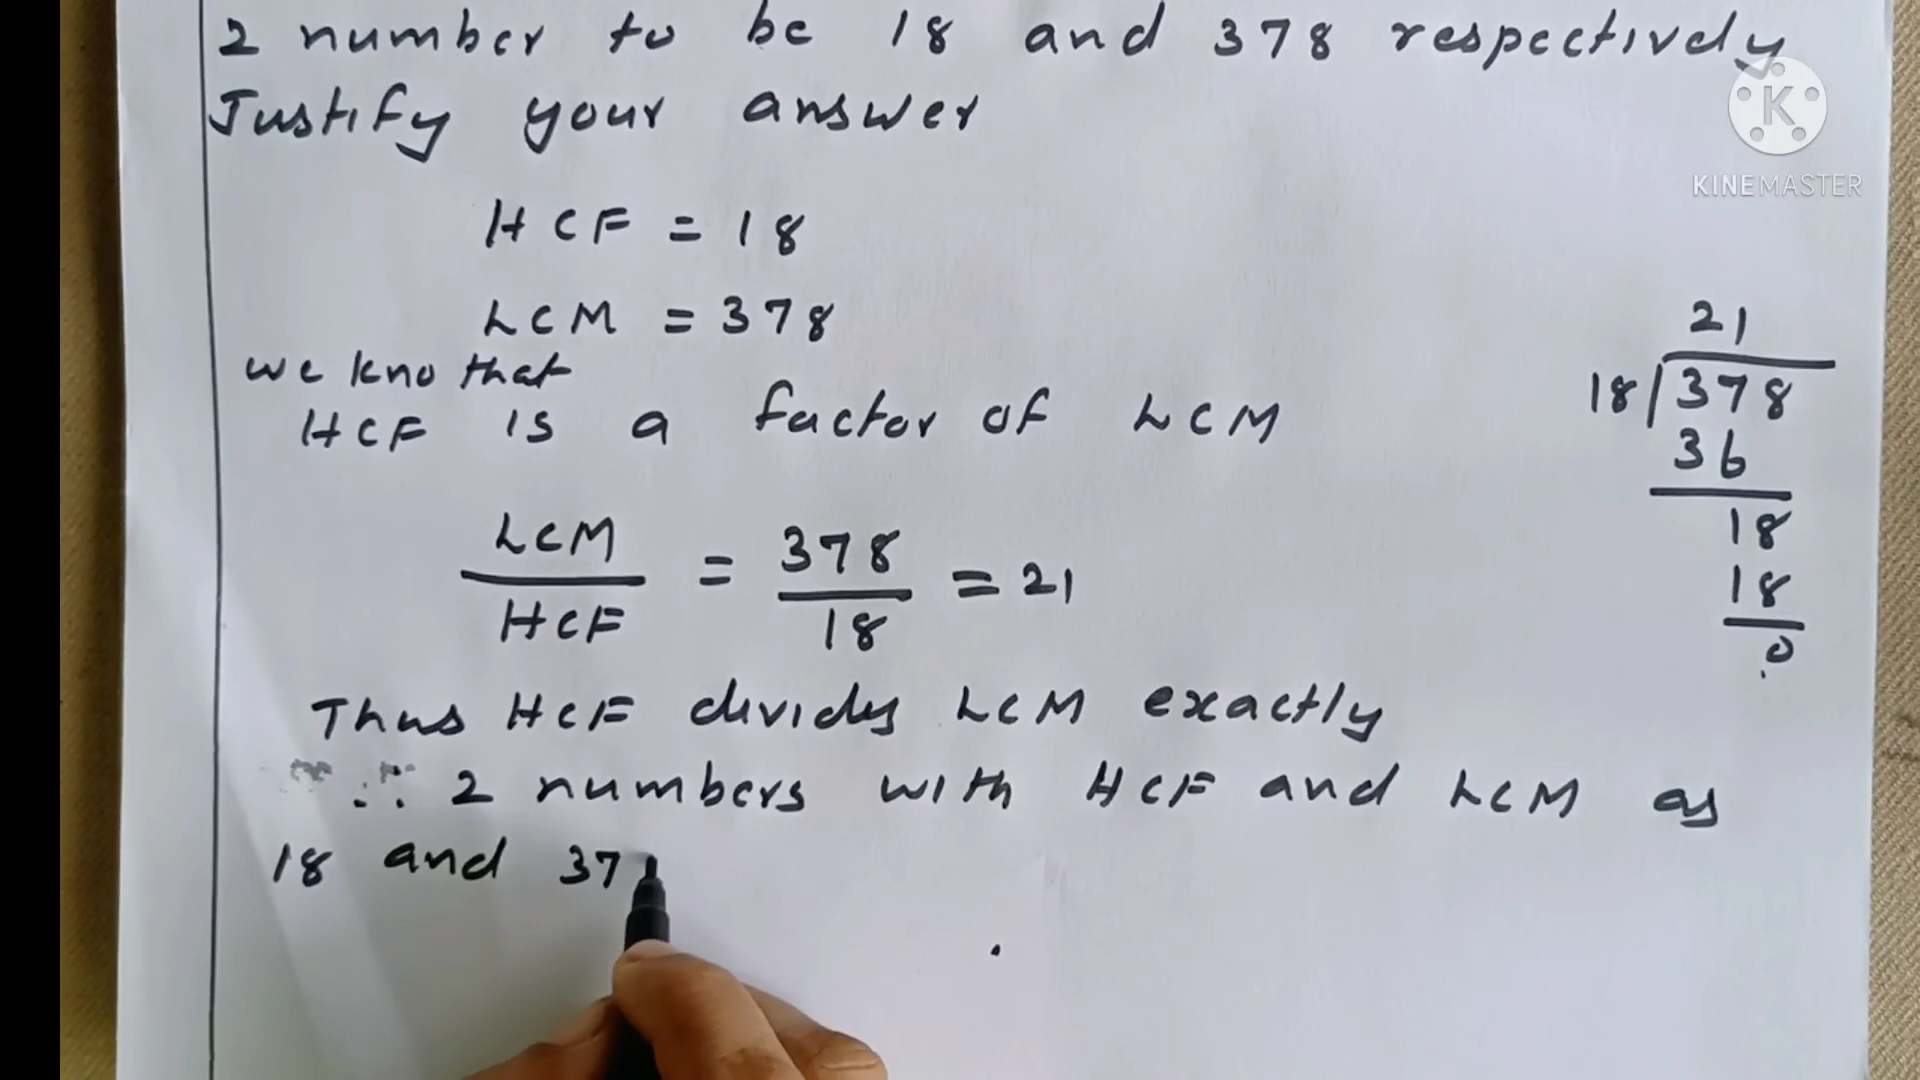 2 number to be 18 and 378 respectively
Justify your answer
K
KINEMASTER
HCF = 18
LCM = 378
we kno that
HCF is a factor of LCM
21
18 378
36
18
18
0
LCM/HCF = 378/18 = 21
Thus HCF divides LCM exactly
∴ 2 numbers with HCF and LCM as
18 and 37